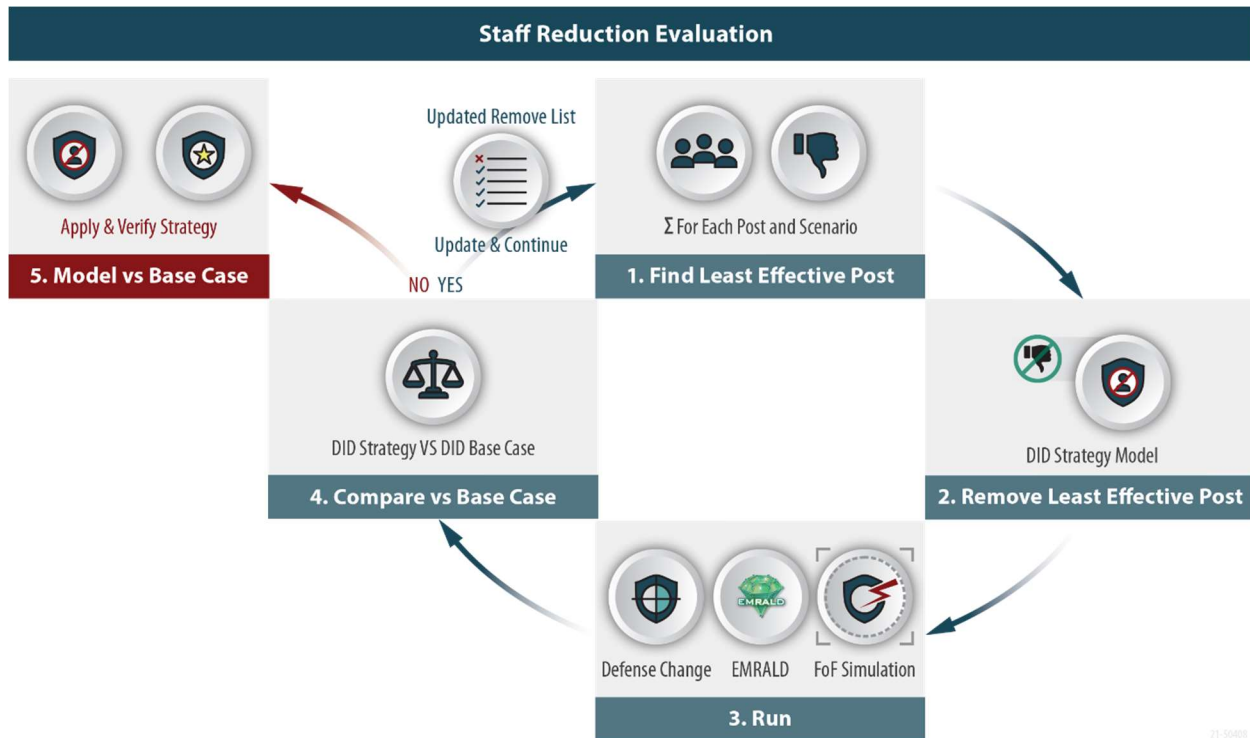 Staff Reduction Evaluation
Updated Remove List
Update & Continue
NO YES
Apply & Verify Strategy
5. Model vs Base Case
Σ For Each Post and Scenario
1. Find Least Effective Post
DID Strategy Model
2. Remove Least Effective Post
DID Strategy VS DID Base Case
4. Compare vs Base Case
EMRALD
Defense Change
EMRALD
FoF Simulation
3. Run